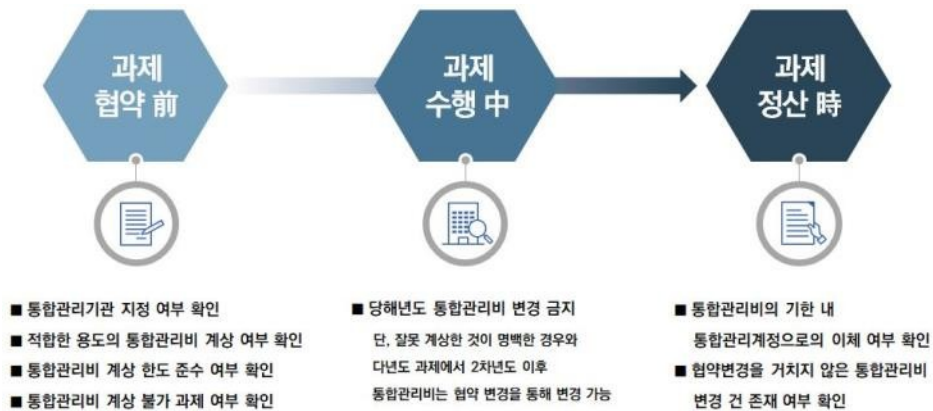 과제
협약 前
과제
수행 中
과제
정산 時
■ 통합관리기관 지정 여부 확인
■ 적합한 용도의 통합관리비 계상 여부 확인
■ 통합관리비 계상 한도 준수 여부 확인
■ 통합관리비 계상 불가 과제 여부 확인
■ 당해년도 통합관리비 변경 금지
단, 잘못 계상한 것이 명백한 경우와
다년도 과제에서 2차년도 이후
통합관리비는 협약 변경을 통해 변경 가능
■ 통합관리비의 기한 내
통합관리계정으로의 이체 여부 확인
■ 협약변경을 거치지 않은 통합관리비
변경 건 존재 여부 확인